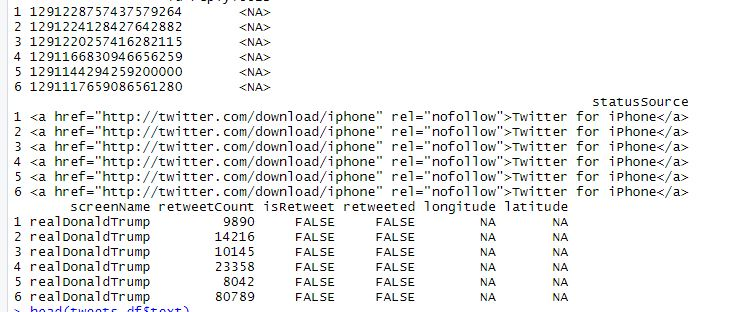 1 1291228757437579264 <NA>
2 1291224128427642882 <NA>
3 1291220257416282115 <NA>
4 1291166830946656259 <NA>
5 1291144294259200000 <NA>
6 1291117659086561280 <NA>
statusSource
1 <a href="http://twitter.com/download/iphone" rel="nofollow">Twitter for iPhone</a>
2 <a href="http://twitter.com/download/iphone" rel="nofollow">Twitter for iPhone</a>
3 <a href="http://twitter.com/download/iphone" rel="nofollow">Twitter for iPhone</a>
4 <a href="http://twitter.com/download/iphone" rel="nofollow">Twitter for iPhone</a>
5 <a href="http://twitter.com/download/iphone" rel="nofollow">Twitter for iPhone</a>
6 <a href="http://twitter.com/download/iphone" rel="nofollow">Twitter for iPhone</a>
screenName retweetCount isRetweet retweeted longitude latitude
1 realDonaldTrump 9890 FALSE FALSE NA NA
2 realDonaldTrump 14216 FALSE FALSE NA NA
3 realDonaldTrump 10145 FALSE FALSE NA NA
4 realDonaldTrump 23358 FALSE FALSE NA NA
5 realDonaldTrump 8042 FALSE FALSE NA NA
6 realDonaldTrump 80789 FALSE FALSE NA NA
> head(tweets.df$text)